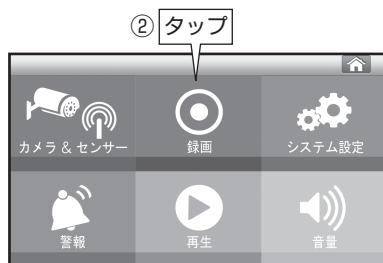 ② タップ
カメラ & センサー
録画
システム設定
警報
再生
音量